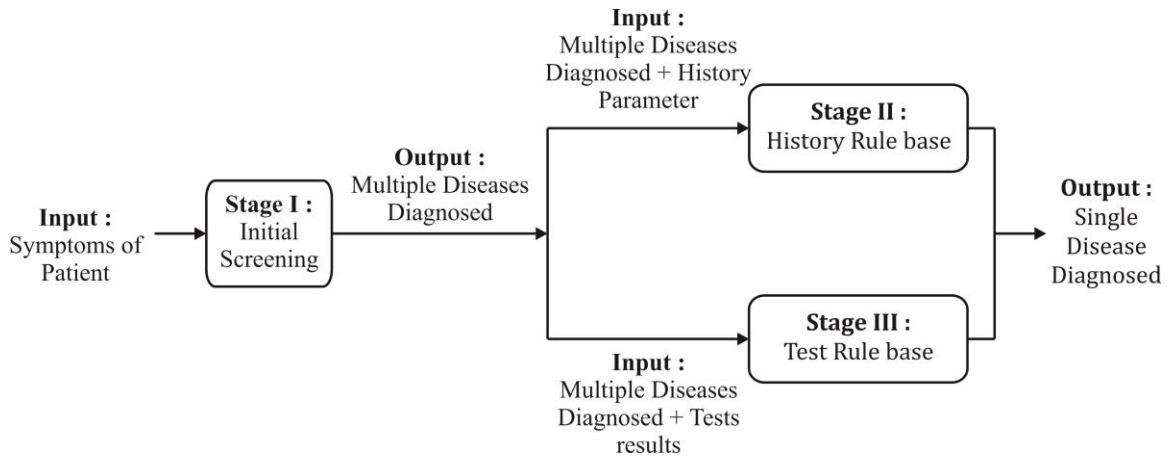 Input :
Symptoms of
Patient
Stage I :
Initial
Screening
Output :
Multiple Diseases
Diagnosed
Input :
Multiple Diseases
Diagnosed + History
Parameter
Stage II :
History Rule base
Input :
Multiple Diseases
Diagnosed + Tests
results
Stage III :
Test Rule base
Output :
Single
Disease
Diagnosed